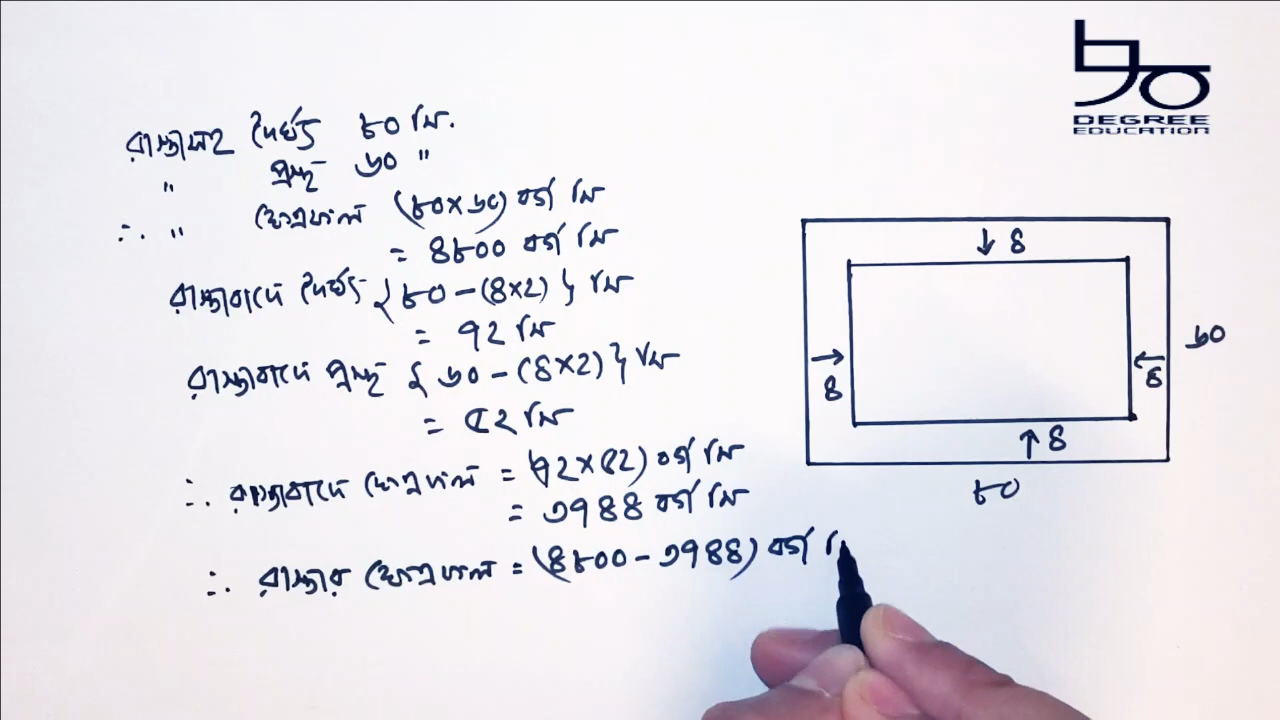 রাস্তাসহ দৈর্ঘ্য ৮০ মি.
" প্রস্থ ৬০ "
∴ " ক্ষেত্রফল (৮০×৬০) বর্গ মি
= ৪৮০০ বর্গ মি
রাস্তাবাদে দৈর্ঘ্য {৮০-(৪×২)} মি
= ৭২ মি
রাস্তাবাদে প্রস্থ {৬০-(৪×২)} মি
= ৫২ মি
∴ রাস্তাবাদে ক্ষেত্রফল = (৭২×৫২) বর্গ মি
= ৩৭৪৪ বর্গ মি
∴ রাস্তার ক্ষেত্রফল = (৪৮০০-৩৭৪৪) বর্গ মি
৪
৪
৪
৪
৬০
৮০
DEGREE
EDUCATION